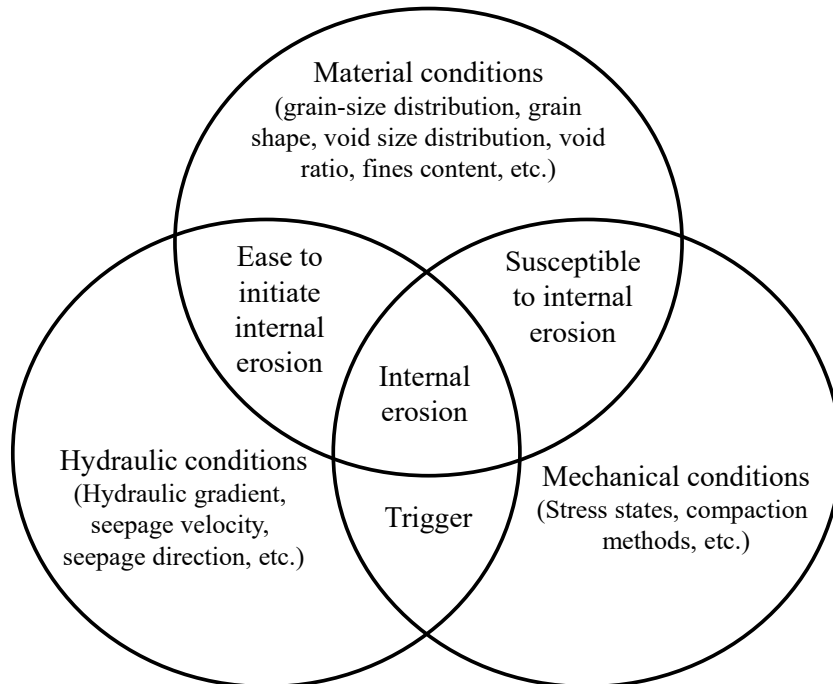 Material conditions
(grain-size distribution, grain
shape, void size distribution, void
ratio, fines content, etc.)
Ease to
initiate
internal
erosion
Susceptible
to internal
erosion
Internal
erosion
Hydraulic conditions
(Hydraulic gradient,
seepage velocity,
seepage direction, etc.)
Trigger
Mechanical conditions
(Stress states, compaction
methods, etc.)